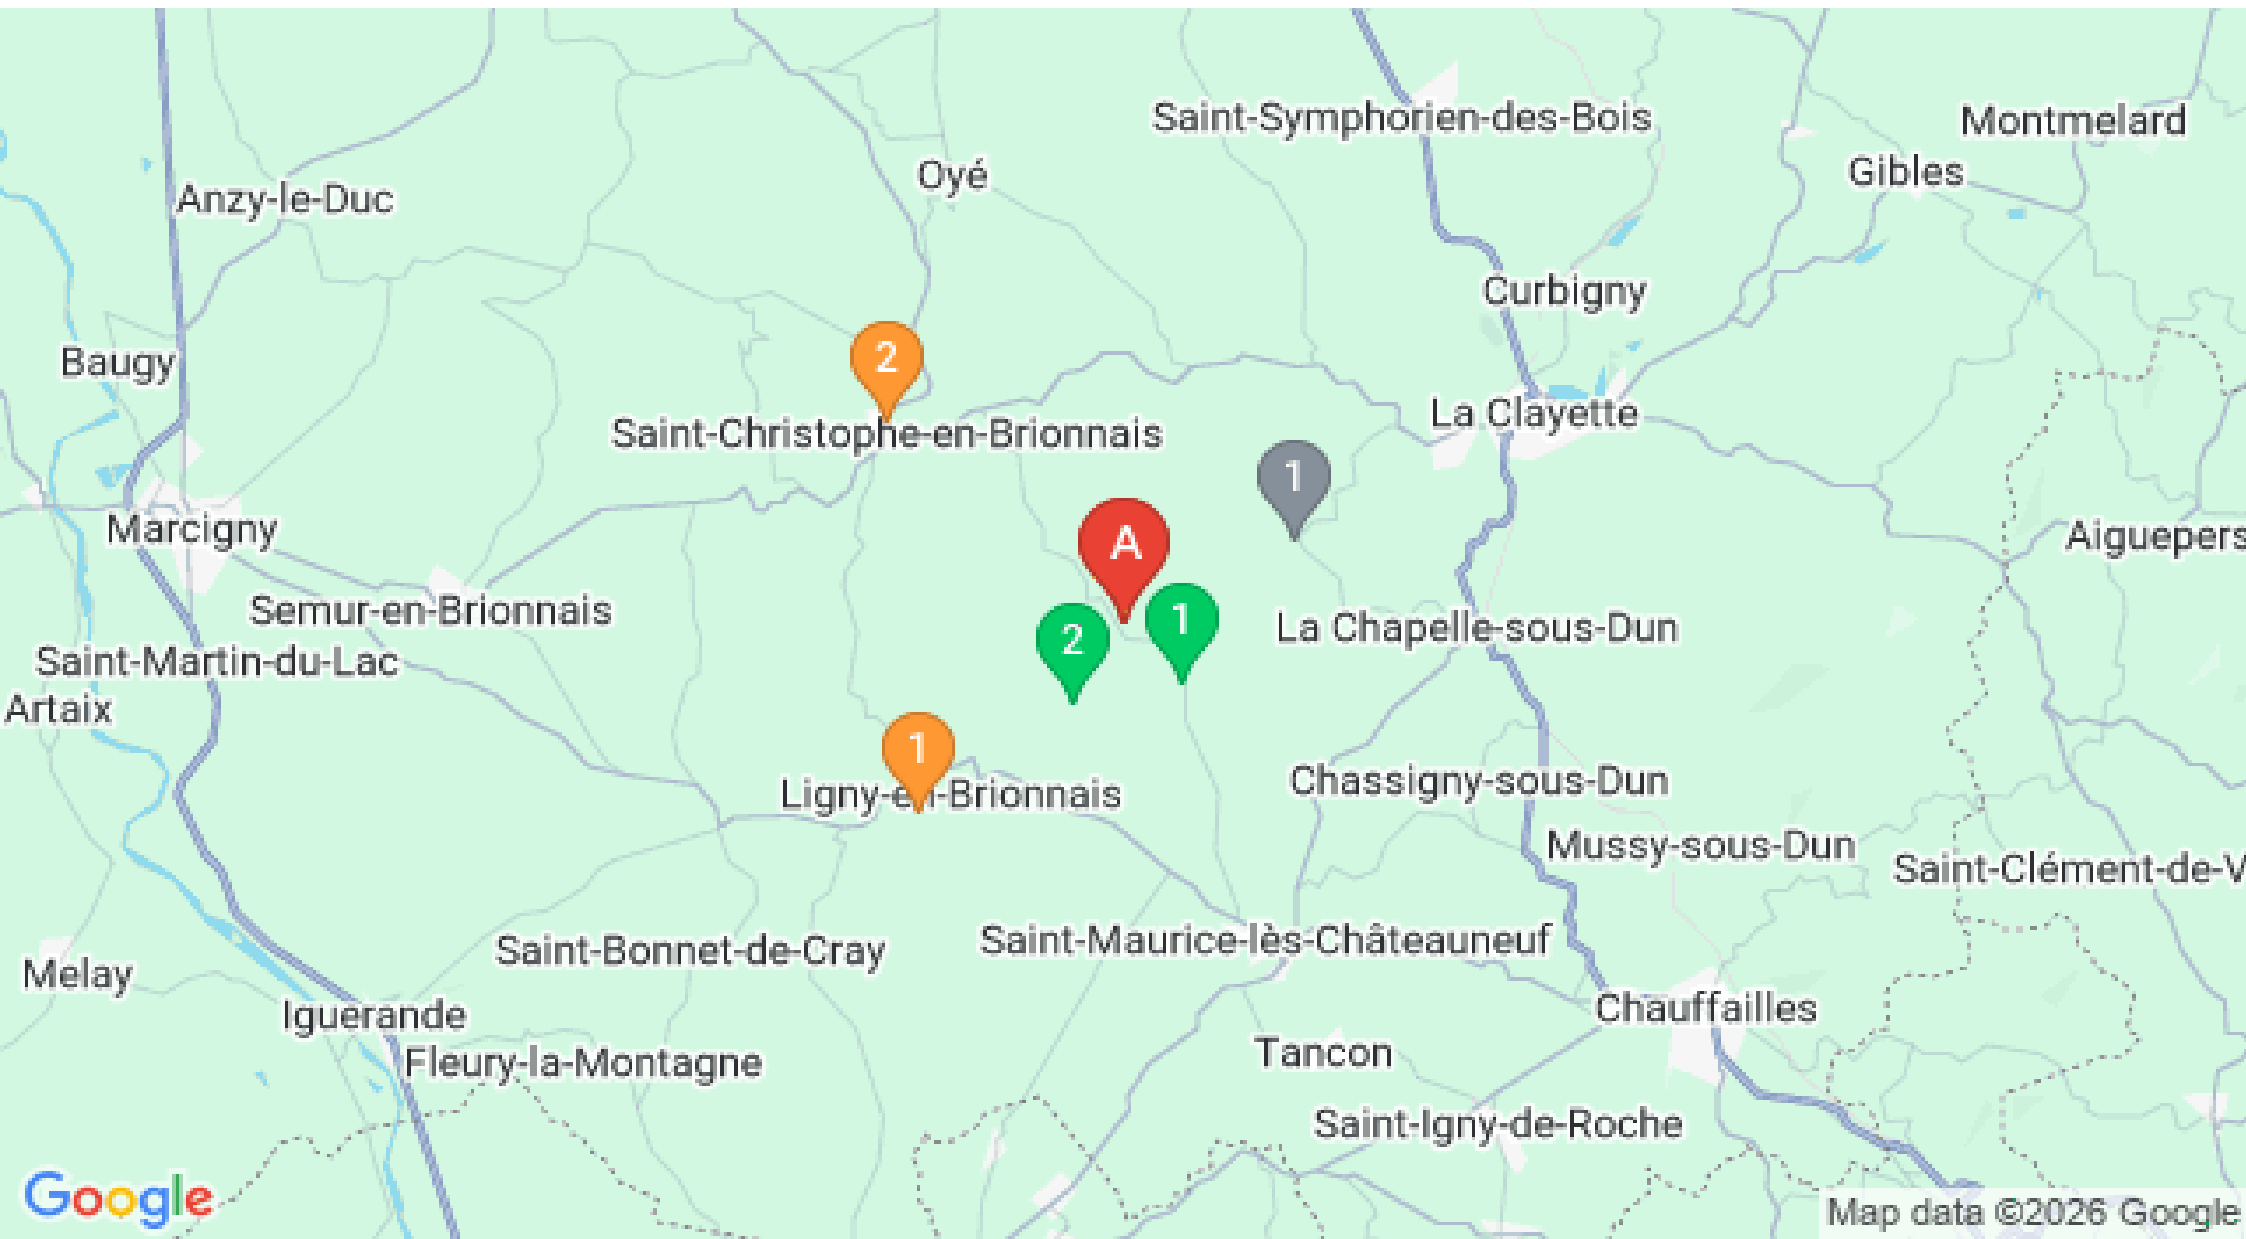 Saint-Symphorien-des-Bois
Montmelard
Oyé
Gibles
Anzy-le-Duc
Curbigny
Baugy
2
La Clayette
Saint-Christophe-en-Brionnais
1
Marcigny
A
Aiguepers
Semur-en-Brionnais
1
La Chapelle-sous-Dun
2
Saint-Martin-du-Lac
Artaix
1
Chassigny-sous-Dun
Ligny-en-Brionnais
Mussy-sous-Dun
Saint-Clément-de-V
Saint-Bonnet-de-Cray
Saint-Maurice-lès-Châteauneuf
Melay
Iguerande
Chauffailles
Fleury-la-Montagne
Tancon
Saint-Igny-de-Roche
Google
Map data ©2026 Google